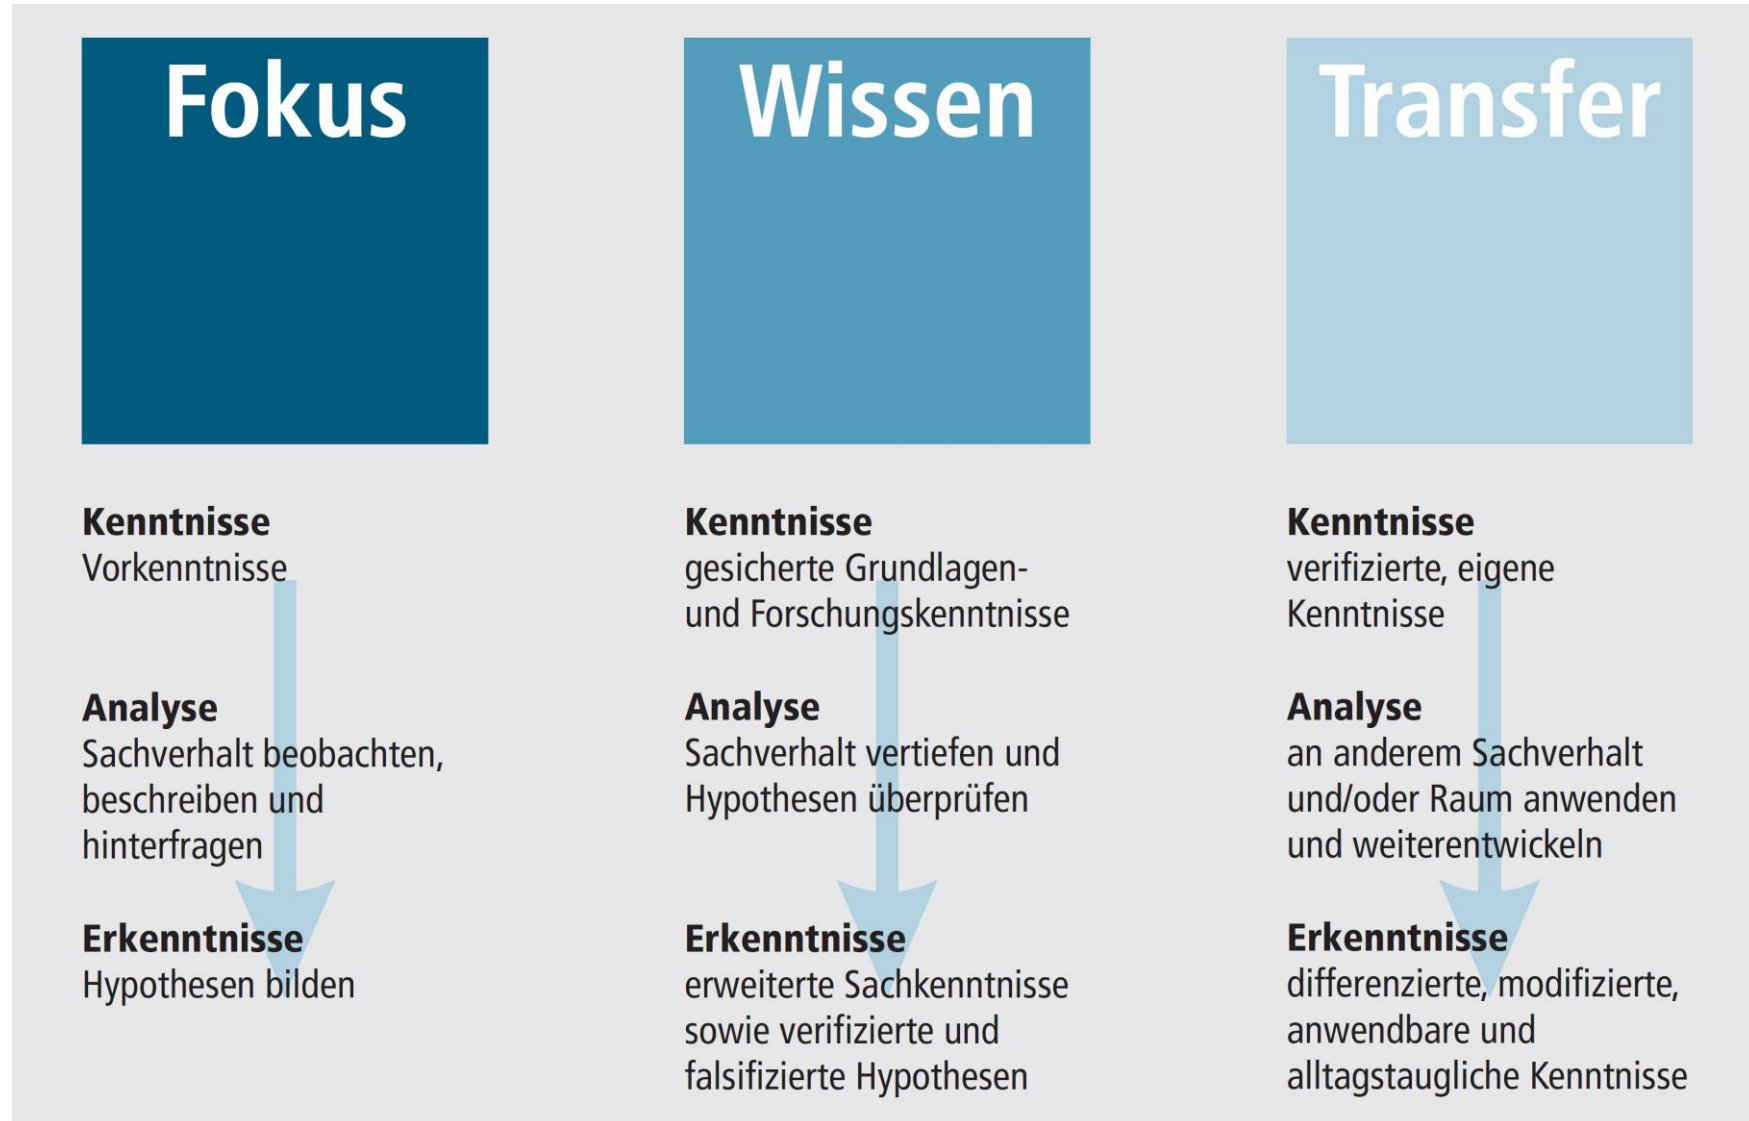 Fokus
Kenntnisse
Vorkenntnisse
Analyse
Sachverhalt beobachten,
beschreiben und
hinterfragen
Erkenntnisse
Hypothesen bilden
Wissen
Kenntnisse
gesicherte Grundlagen-
und Forschungskenntnisse
Analyse
Sachverhalt vertiefen und
Hypothesen überprüfen
Erkenntnisse
erweiterte Sachkenntnisse
sowie verifizierte und
falsifizierte Hypothesen
Transfer
Kenntnisse
verifizierte, eigene
Kenntnisse
Analyse
an anderem Sachverhalt
und/oder Raum anwenden
und weiterentwickeln
Erkenntnisse
differenzierte, modifizierte,
anwendbare und
alltagstaugliche Kenntnisse